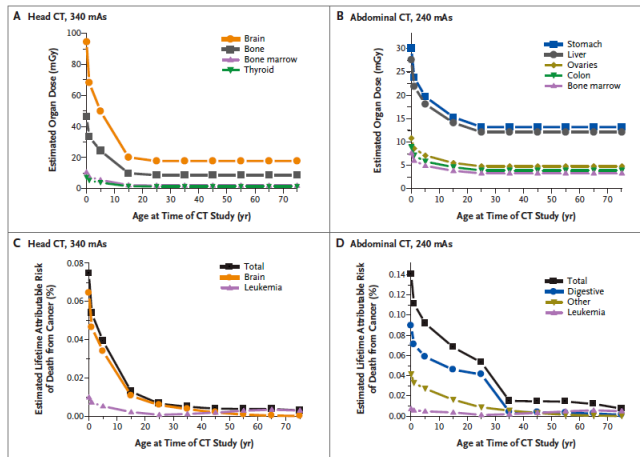 A Head CT, 340 mAs
Estimated Organ Dose (mGy)
100
80
60
40
20
0
Brain
Bone
Bone marrow
Thyroid
0 10 20 30 40 50 60 70
Age at Time of CT Study (yr)
B Abdominal CT, 240 mAs
Estimated Organ Dose (mGy)
30
25
20
15
10
5
0
Stomach
Liver
Ovaries
Colon
Bone marrow
0 10 20 30 40 50 60 70
Age at Time of CT Study (yr)
C Head CT, 340 mAs
Estimated Lifetime Attributable Risk
of Death from Cancer (%)
0.08
0.06
0.04
0.02
0.00
Total
Brain
Leukemia
0 10 20 30 40 50 60 70
Age at Time of CT Study (yr)
D Abdominal CT, 240 mAs
Estimated Lifetime Attributable Risk
of Death from Cancer (%)
0.14
0.12
0.10
0.08
0.06
0.04
0.02
0.00
Total
Digestive
Other
Leukemia
0 10 20 30 40 50 60 70
Age at Time of CT Study (yr)